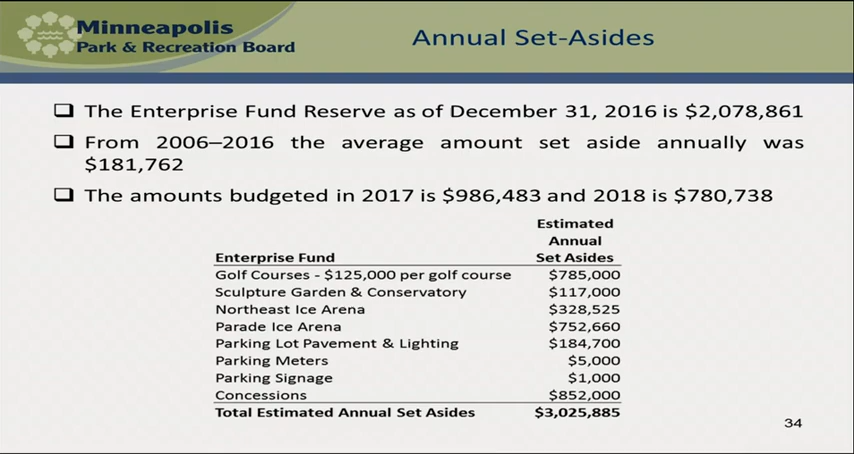 Minneapolis
Park & Recreation Board
Annual Set-Asides
❑ The Enterprise Fund Reserve as of December 31, 2016 is $2,078,861
❑ From 2006–2016 the average amount set aside annually was
$181,762
❑ The amounts budgeted in 2017 is $986,483 and 2018 is $780,738
Estimated
Annual
Enterprise Fund Set Asides
Golf Courses - $125,000 per golf course $785,000
Sculpture Garden & Conservatory $117,000
Northeast Ice Arena $328,525
Parade Ice Arena $752,660
Parking Lot Pavement & Lighting $184,700
Parking Meters $5,000
Parking Signage $1,000
Concessions $852,000
Total Estimated Annual Set Asides $3,025,885
34